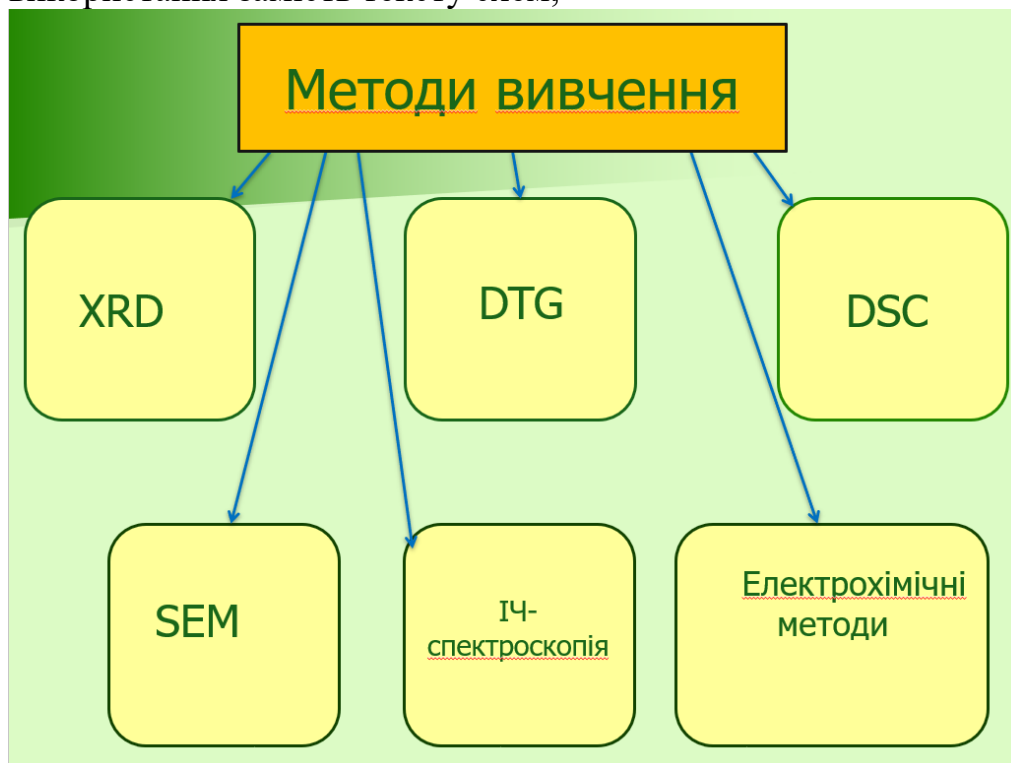 Методи вивчення
XRD
DTG
DSC
SEM
ІЧ-
спектроскопія
Електрохімічні
методи